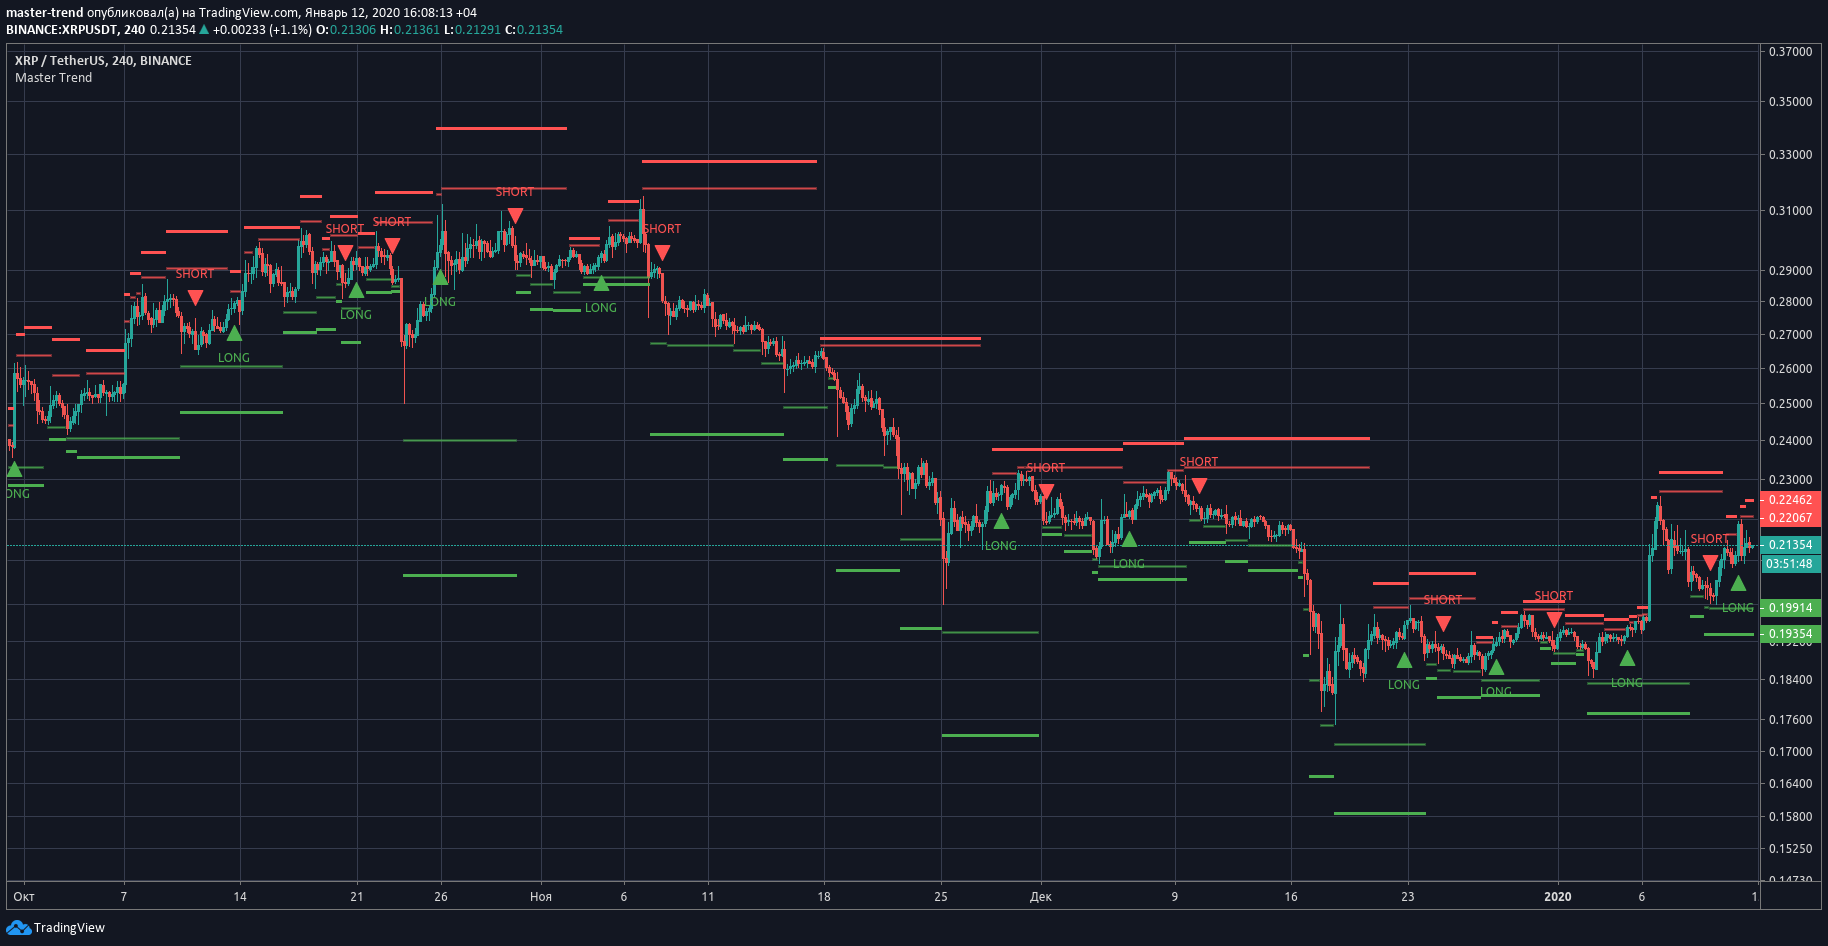 master-trend опубликовал(а) на TradingView.com, Январь 12, 2020 16:08:13 +04
BINANCE:XRPUSDT, 240 0.21354 ▲ +0.00233 (+1.1%) O:0.21306 H:0.21361 L:0.21291 C:0.21354
XRP / TetherUS, 240, BINANCE
Master Trend
0.37000
0.35000
0.33000
SHORT
0.31000
SHORT
SHORT
SHORT
SHORT
0.29000
LONG
0.28000
LONG
LONG
0.27000
LONG
0.26000
0.25000
0.24000
SHORT
SHORT
0.23000
ONG
0.22462
0.22067
SHORT
LONG
0.21354
LONG
03:51:48
SHORT
SHORT
LONG
0.19914
0.19354
0.19200
LONG
LONG
LONG
0.18400
0.17600
0.17000
0.16400
0.15800
0.15250
0.14730
Окт 7 14 21 26 Ноя 6 11 18 25 Дек 9 16 23 2020 6 1
TradingView